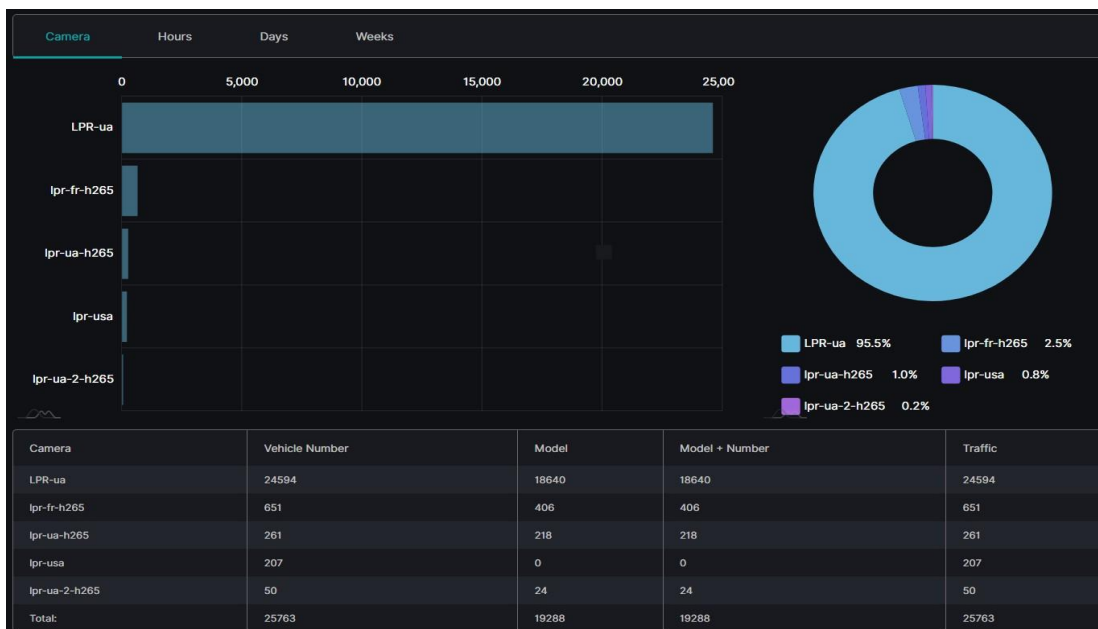 Camera Hours Days Weeks
0 5,000 10,000 15,000 20,000 25,00
LPR-ua
lpr-fr-h265
lpr-ua-h265
lpr-usa
lpr-ua-2-h265
LPR-ua 95.5% lpr-fr-h265 2.5%
lpr-ua-h265 1.0% lpr-usa 0.8%
lpr-ua-2-h265 0.2%
Camera Vehicle Number Model Model + Number Traffic
LPR-ua 24594 18640 18640 24594
lpr-fr-h265 651 406 406 651
lpr-ua-h265 261 218 218 261
lpr-usa 207 0 0 207
lpr-ua-2-h265 50 24 24 50
Total: 25763 19288 19288 25763